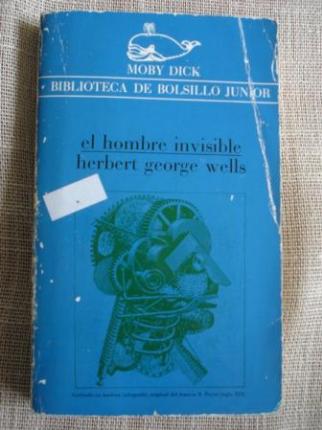 MOBY DICK
BIBLIOTECA DE BOLSILLO JUNIOR
el hombre invisible
herbert george wells